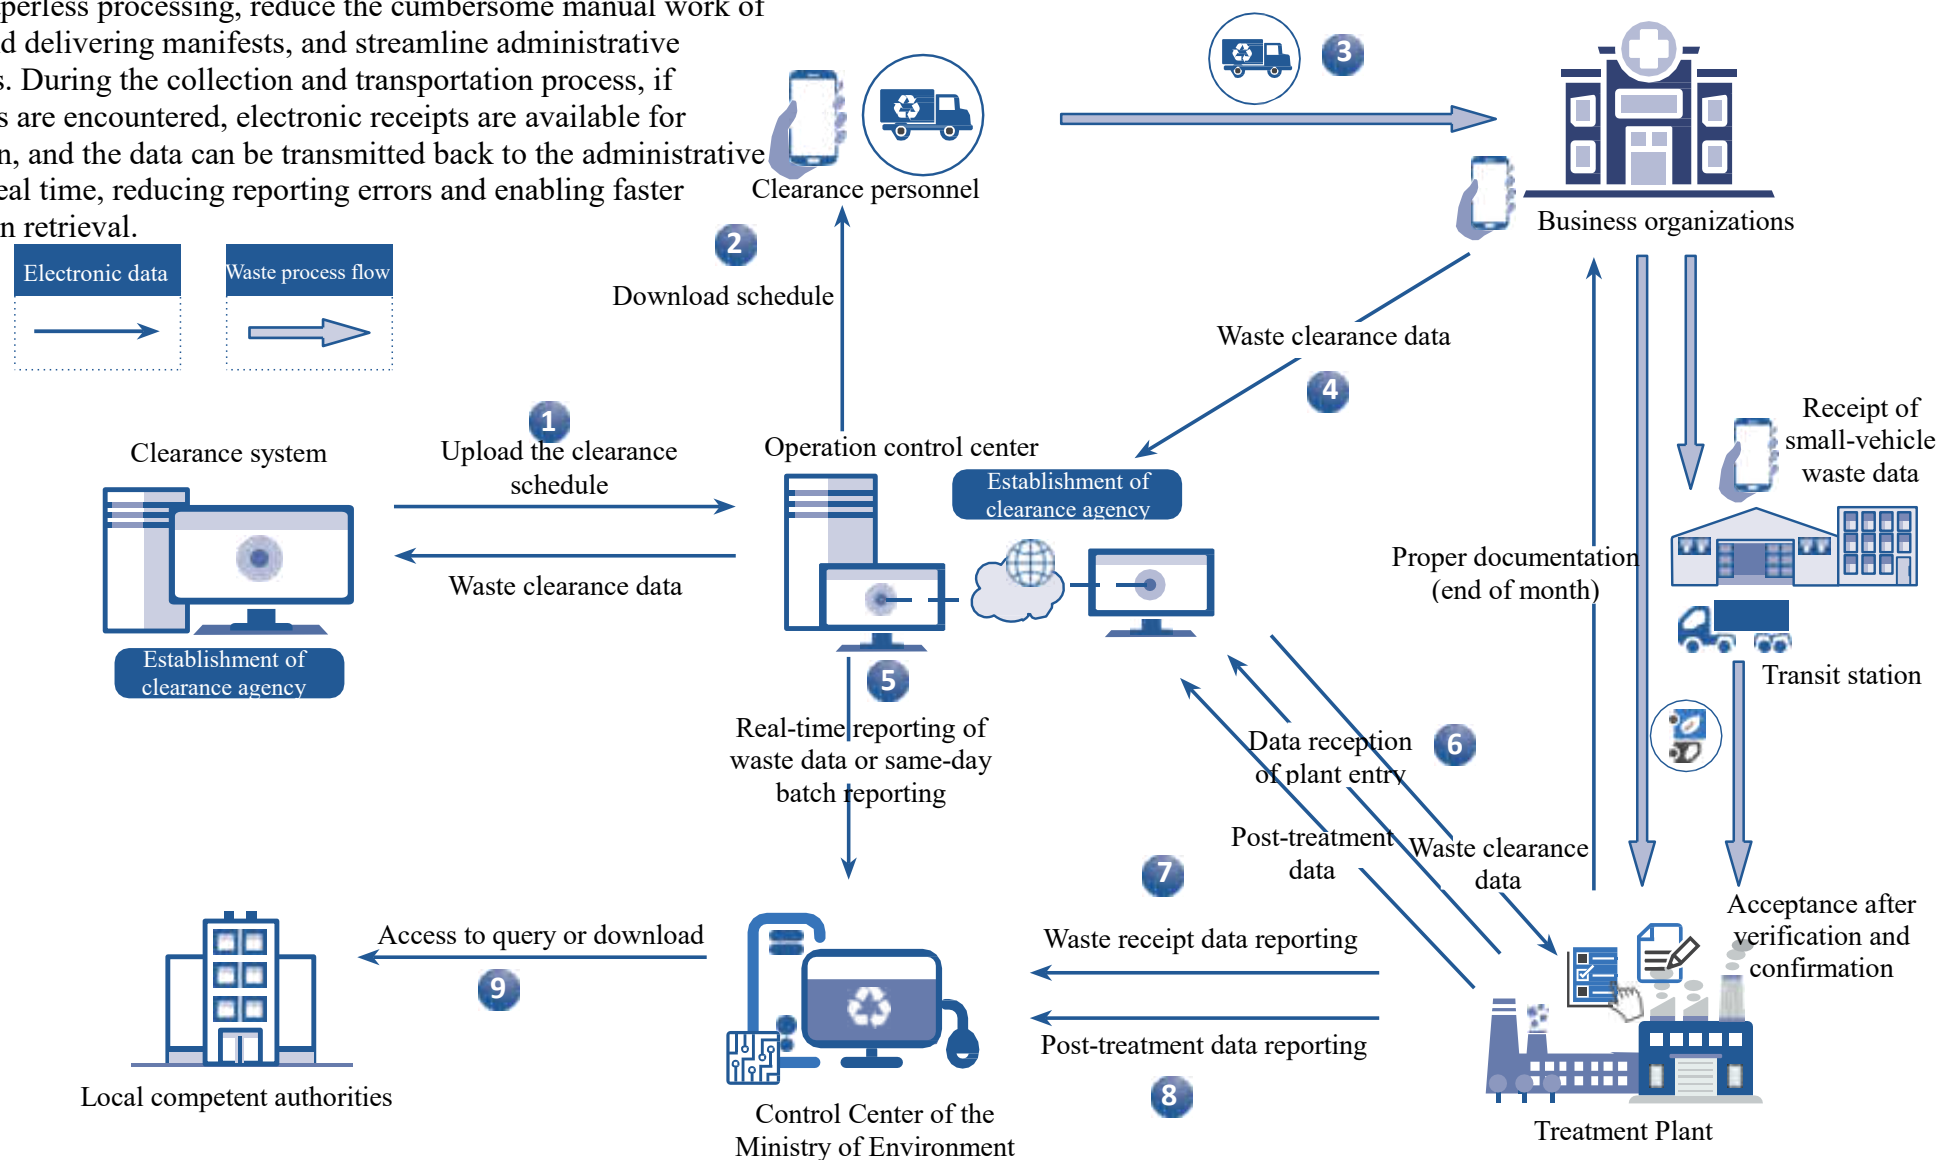 perless processing, reduce the cumbersome manual work of
d delivering manifests, and streamline administrative
s. During the collection and transportation process, if
s are encountered, electronic receipts are available for
n, and the data can be transmitted back to the administrative
eal time, reducing reporting errors and enabling faster
n retrieval.
Electronic data
Waste process flow
Clearance personnel
3
Business organizations
2
Download schedule
Waste clearance data
4
1
Upload the clearance
schedule
Clearance system
Waste clearance data
Establishment of
clearance agency
Operation control center
Establishment of
clearance agency
Receipt of
small-vehicle
waste data
Proper documentation
(end of month)
Transit station
5
Real-time reporting of
waste data or same-day
batch reporting
Data reception
of plant entry
6
Post-treatment
data
Waste clearance
data
7
Waste receipt data reporting
Post-treatment data reporting
8
Acceptance after
verification and
confirmation
Access to query or download
9
Local competent authorities
Control Center of the
Ministry of Environment
Treatment Plant